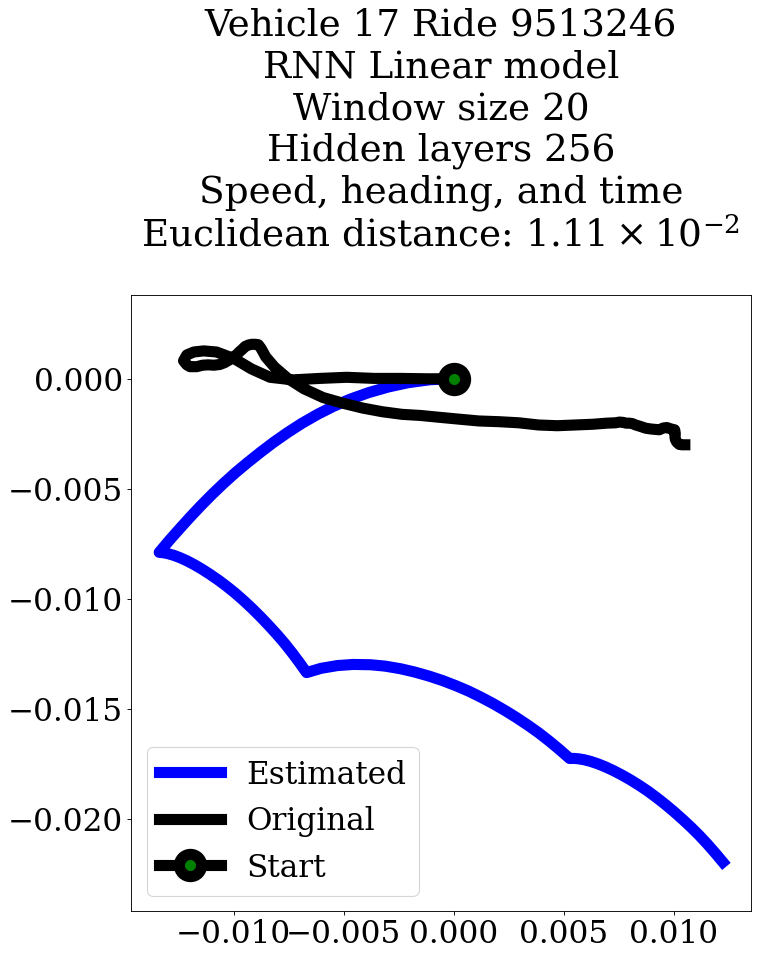 Vehicle 17 Ride 9513246
RNN Linear model
Window size 20
Hidden layers 256
Speed, heading, and time
Euclidean distance: 1.11 × 10⁻²
0.000
−0.005
−0.010
−0.015
−0.020
Estimated
Original
Start
−0.010 −0.005 0.000 0.005 0.010